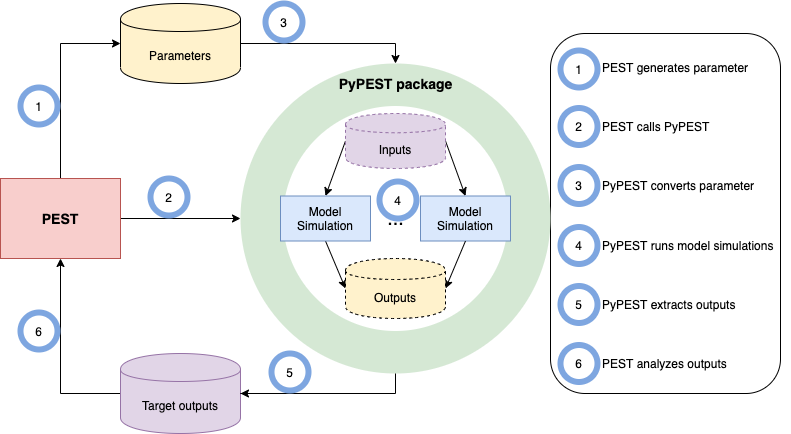 3
Parameters
1
PyPEST package
Inputs
PEST
2
4
Model
Simulation
...
Model
Simulation
Outputs
6
5
Target outputs
1 PEST generates parameter
2 PEST calls PyPEST
3 PyPEST converts parameter
4 PyPEST runs model simulations
5 PyPEST extracts outputs
6 PEST analyzes outputs